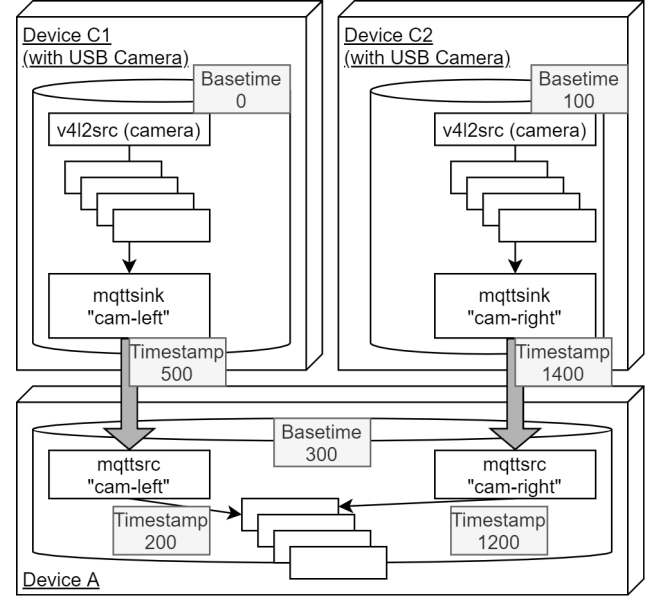 Device C1
(with USB Camera)
Basetime
0
v4l2src (camera)
mqttsink
"cam-left"
Timestamp
500
Device C2
(with USB Camera)
Basetime
100
v4l2src (camera)
mqttsink
"cam-right"
Timestamp
1400
Basetime
300
mqttsrc
"cam-left"
mqttsrc
"cam-right"
Timestamp
200
Timestamp
1200
Device A